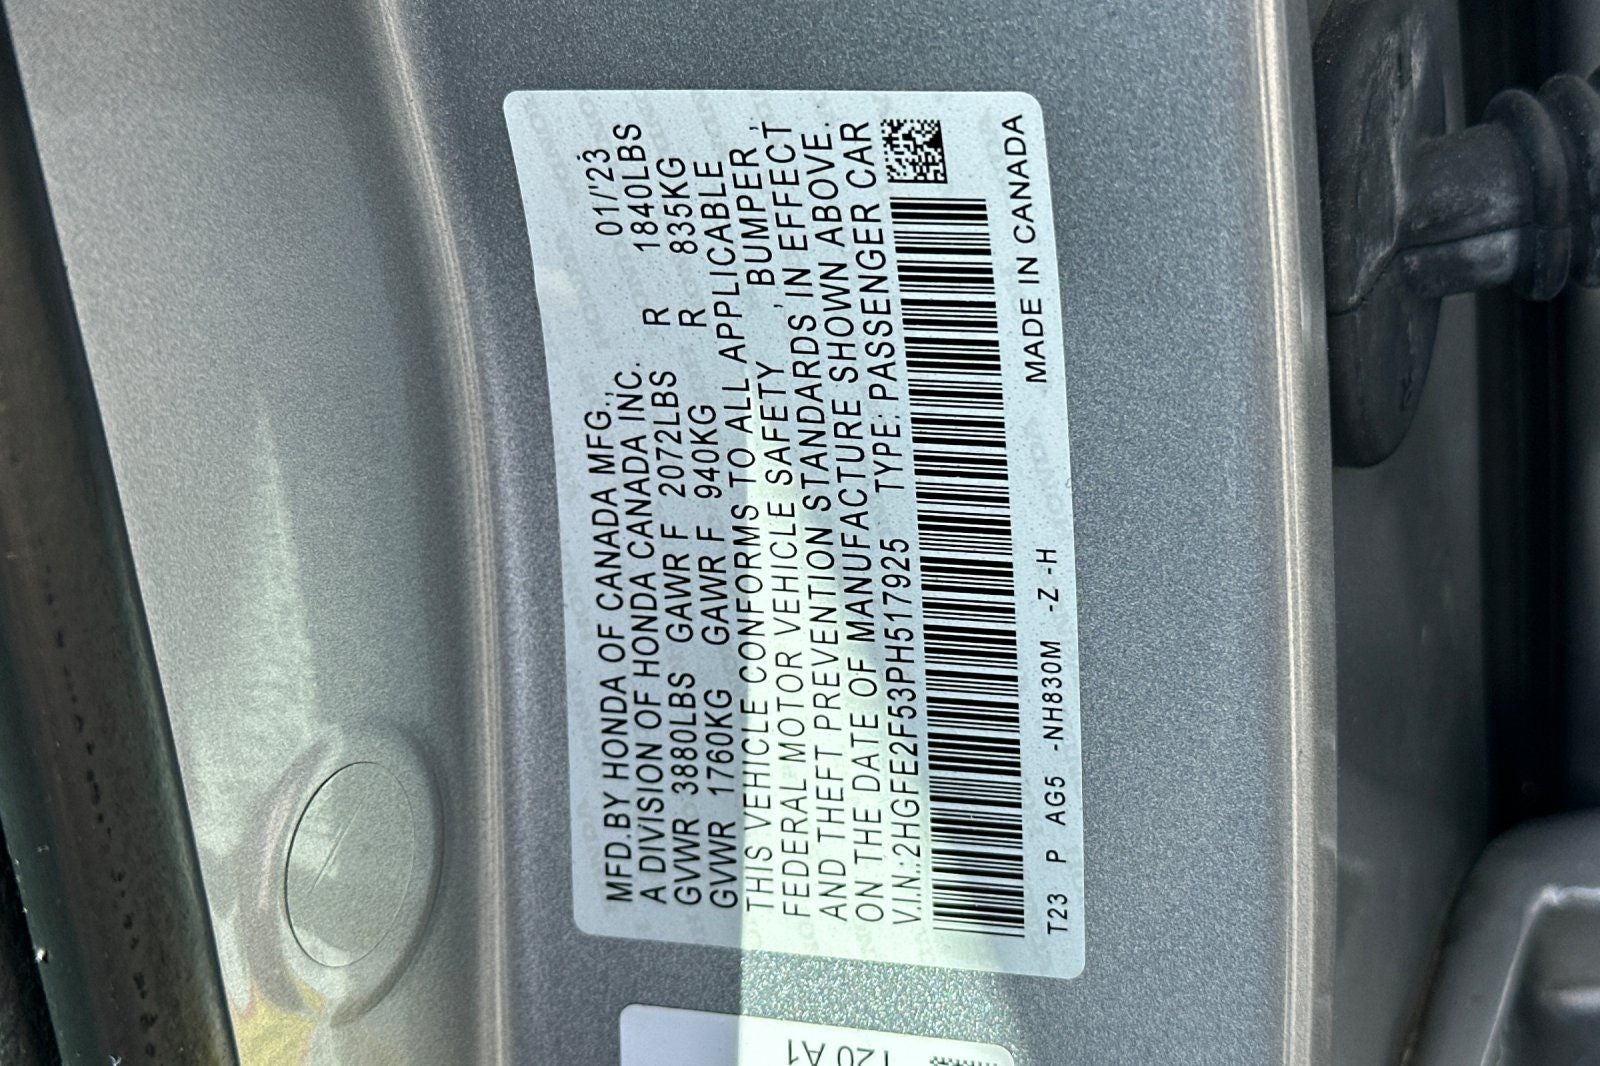 MFD.BY HONDA OF CANADA MFG., 01/'23
A DIVISION OF HONDA CANADA INC.
GVWR 3880LBS GAWR F 2072LBS R 1840LBS
GVWR 1760KG GAWR F 940KG R 835KG
THIS VEHICLE CONFORMS TO ALL APPLICABLE
FEDERAL MOTOR VEHICLE SAFETY, BUMPER,
AND THEFT PREVENTION STANDARDS IN EFFECT
ON THE DATE OF MANUFACTURE SHOWN ABOVE.
V.I.N.:2HGFE2F53PH517925 TYPE: PASSENGER CAR
T23 P AG5 -NH830M -Z -H MADE IN CANADA
T20 A1